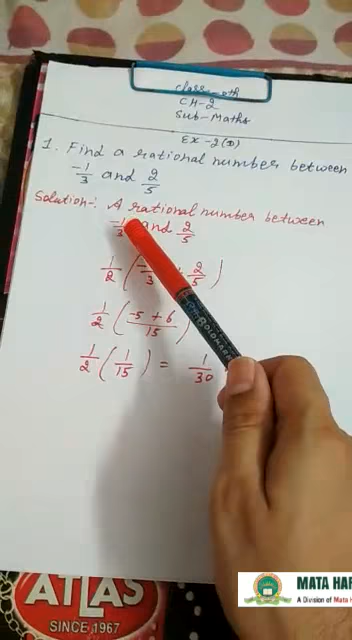 CH-2
Sub-Maths
Ex-2(D)
1. Find a rational number between
-1/3 and 2/5
Solution:- A rational number between
-1/3 and 2/5
1/2 (-1/3 + 2/5)
1/2 (-5 + 6/15)
1/2 (1/15) = 1/30
ATLAS
SINCE 1967
MATA HAR
A Division of Mata H